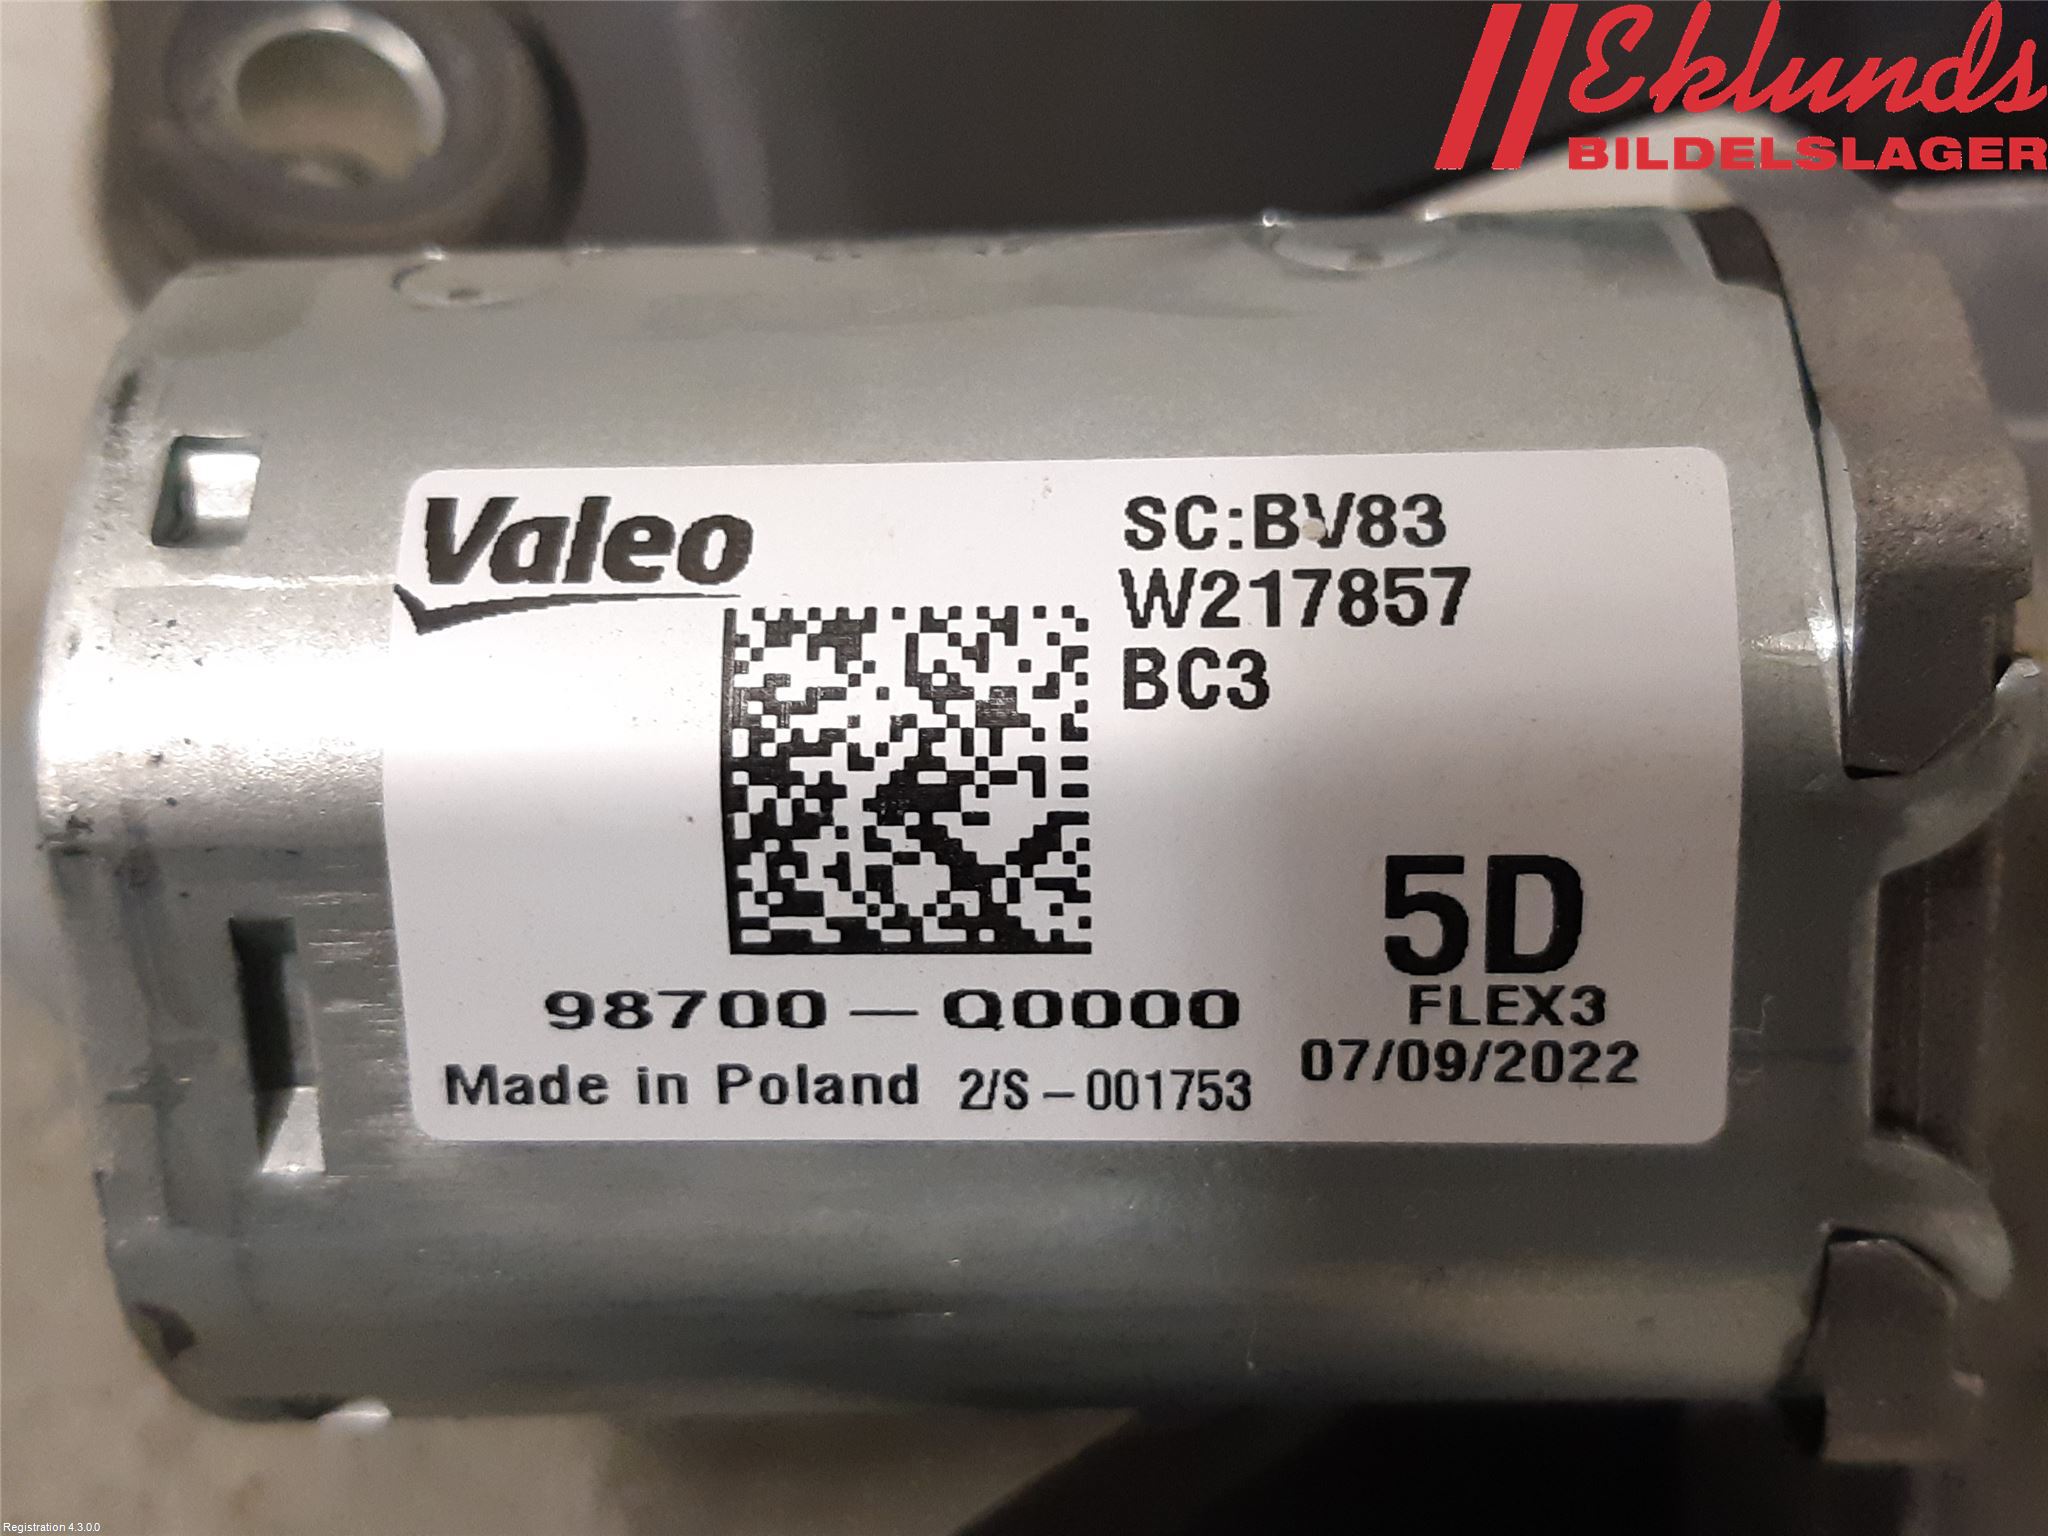 Eklunds
BILDELSLAGER
Valeo
SC:BV83
W217857
BC3
5D
98700-Q0000
FLEX3
Made in Poland 2/S-001753
07/09/2022
Registration 4.3.0.0